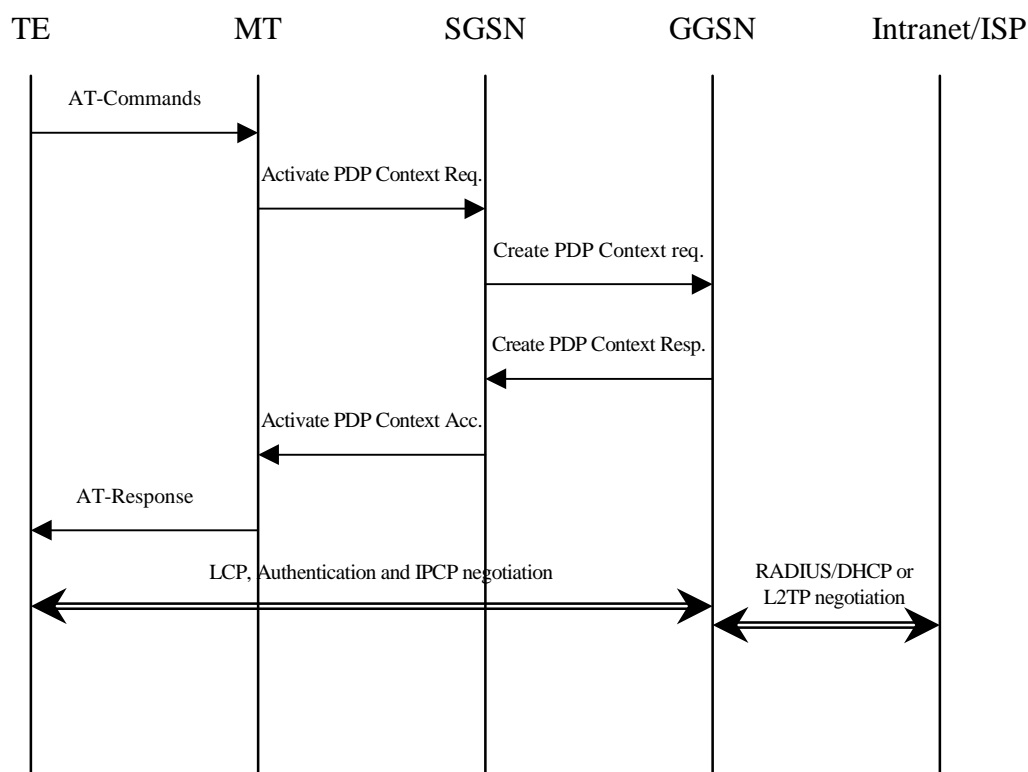 TE MT SGSN GGSN Intranet/ISP
AT-Commands
Activate PDP Context Req.
Create PDP Context req.
Create PDP Context Resp.
Activate PDP Context Acc.
AT-Response
LCP, Authentication and IPCP negotiation
RADIUS/DHCP or
L2TP negotiation